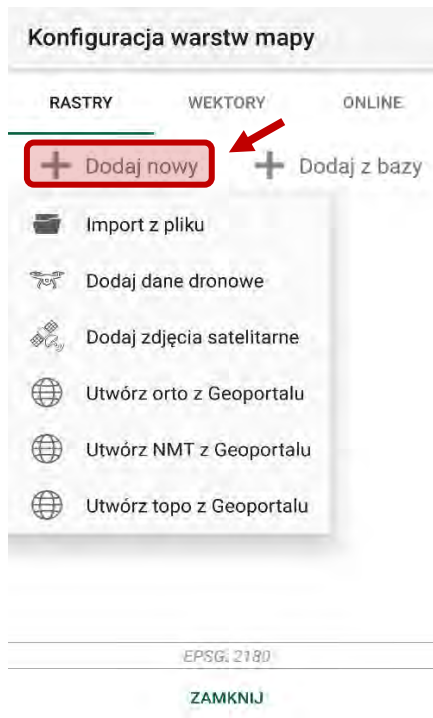 Konfiguracja warstw mapy
RASTRY WEKTORY ONLINE
Dodaj nowy Dodaj z bazy
Import z pliku
Dodaj dane dronowe
Dodaj zdjęcia satelitarne
Utwórz orto z Geoportalu
Utwórz NMT z Geoportalu
Utwórz topo z Geoportalu
EPSG: 2180
ZAMKNIJ